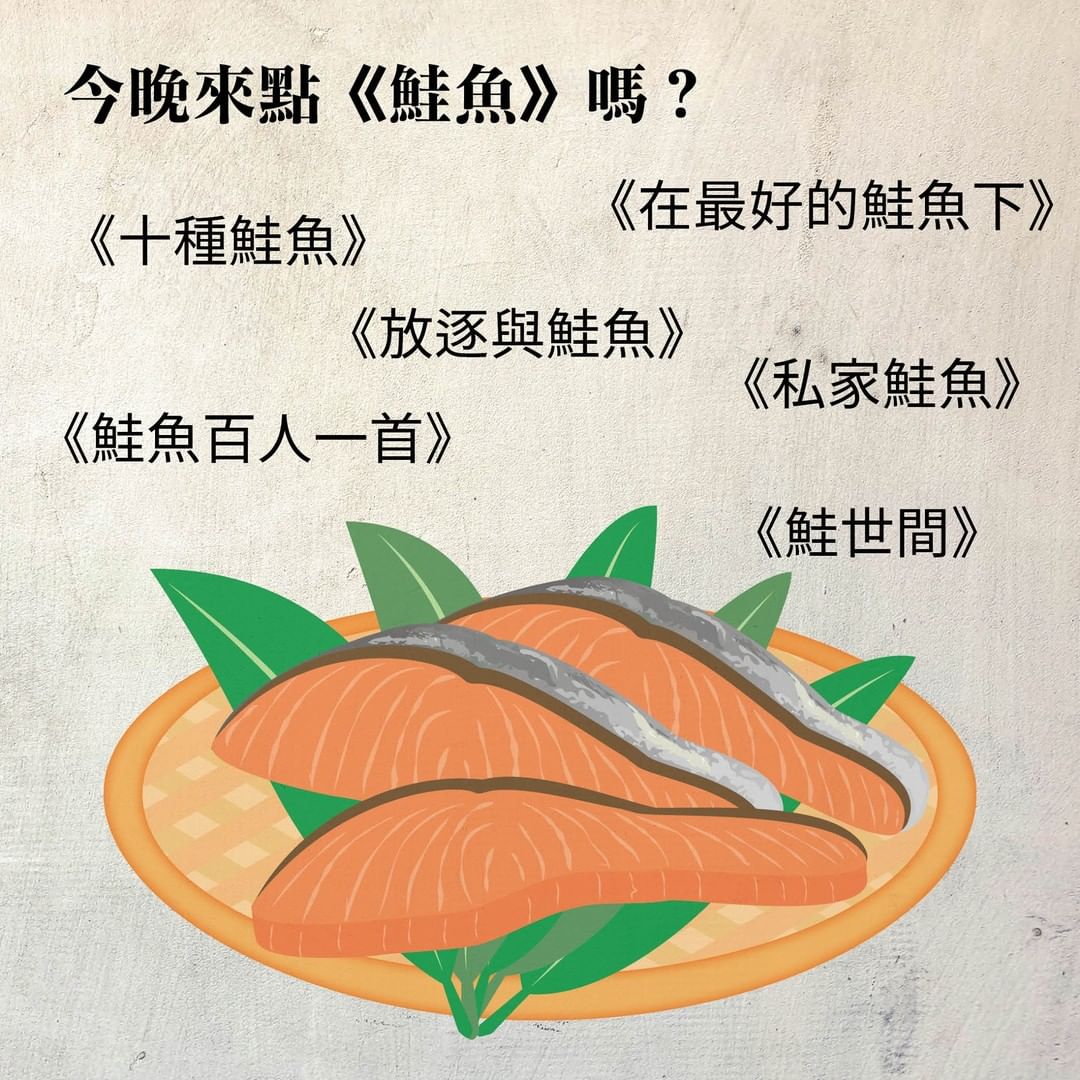 今晚來點《鮭魚》嗎？
《在最好的鮭魚下》
《十種鮭魚》
《放逐與鮭魚》
《私家鮭魚》
《鮭魚百人一首》
《鮭世間》